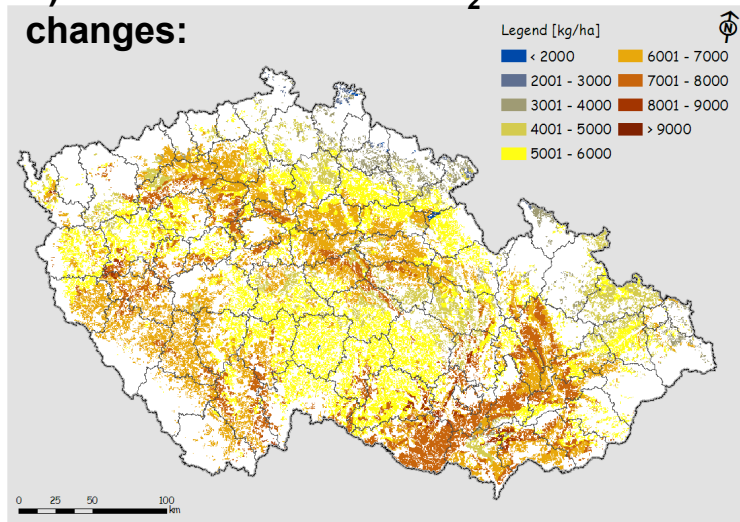 2
changes:
N
Legend [kg/ha]
< 2000 6001 - 7000
2001 - 3000 7001 - 8000
3001 - 4000 8001 - 9000
4001 - 5000 > 9000
5001 - 6000
0 25 50 100
km